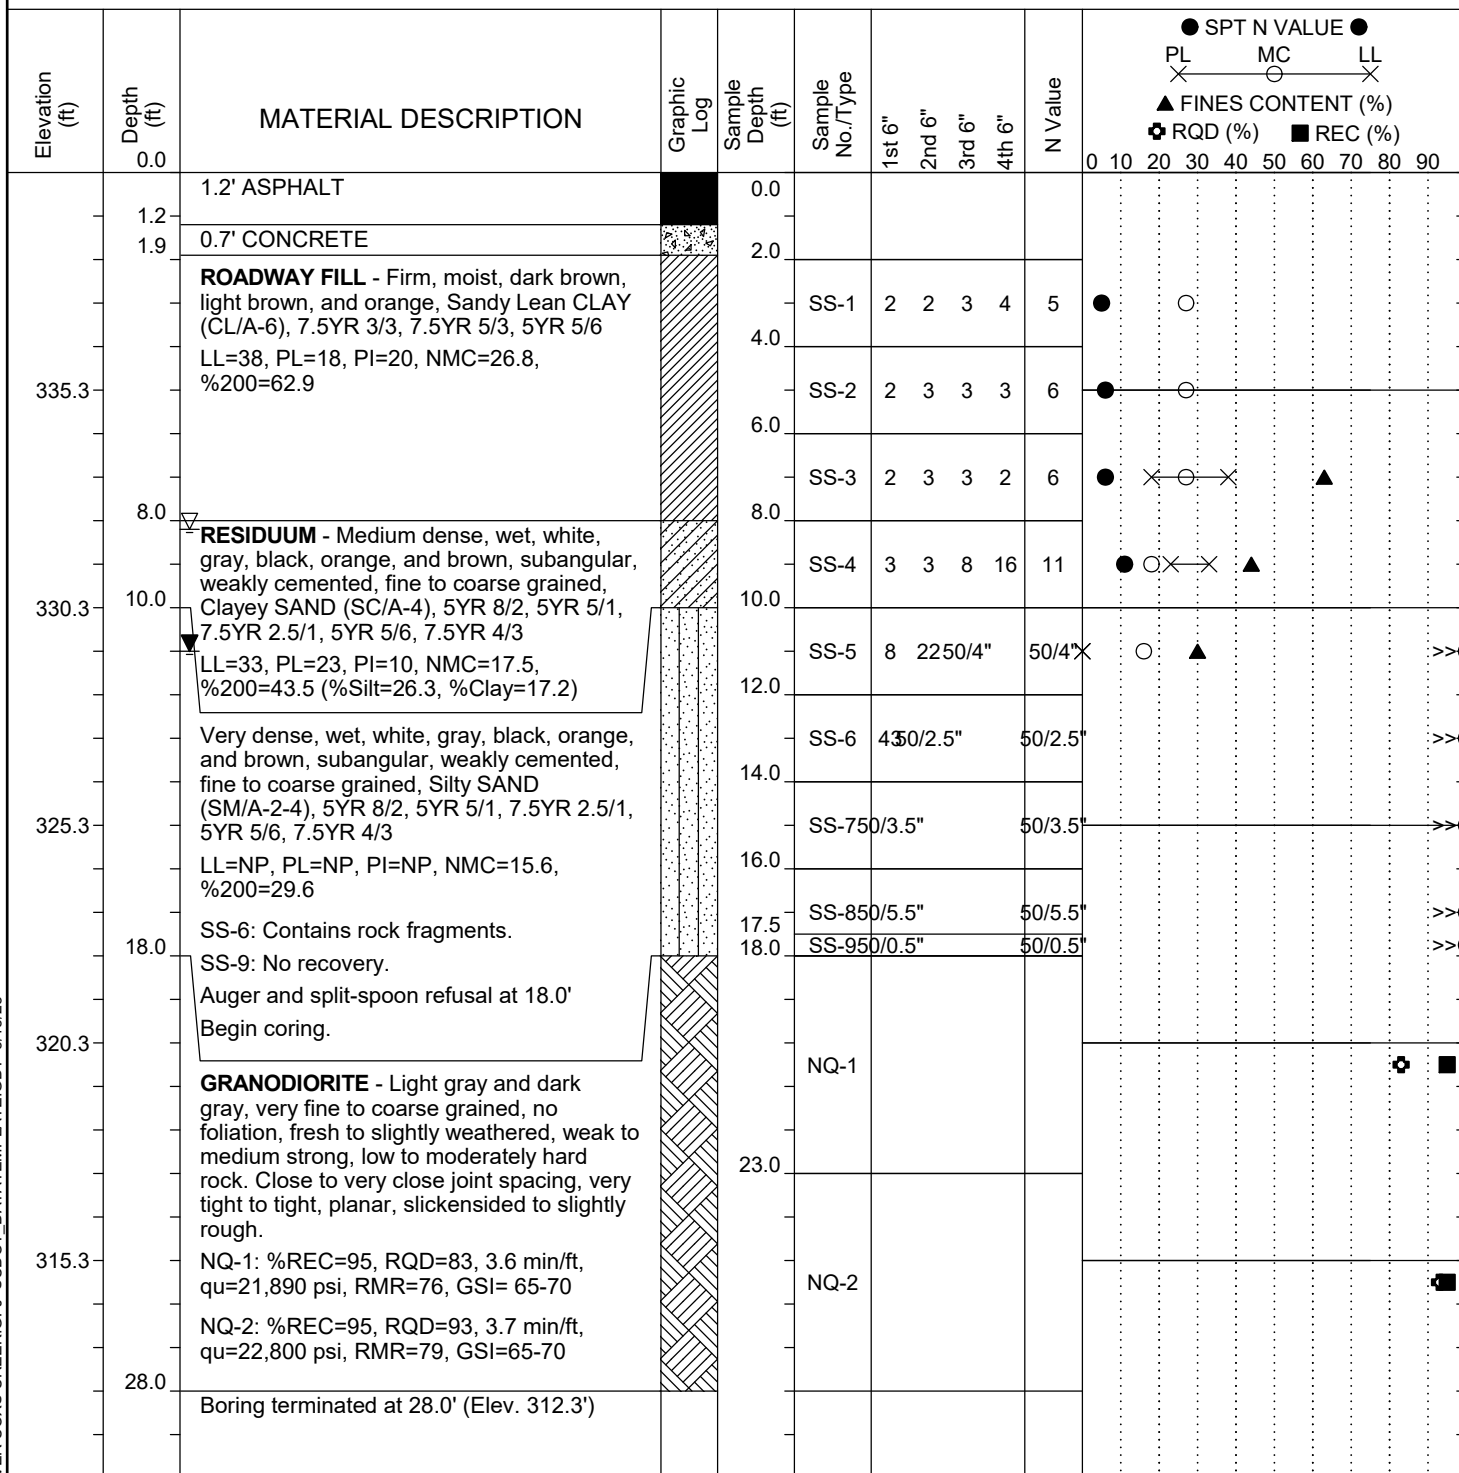 ● SPT N VALUE ●
PL MC LL
▲ FINES CONTENT (%)
RQD (%) ■ REC (%)
0 10 20 30 40 50 60 70 80 90
Elevation (ft)
Depth (ft)
0.0
MATERIAL DESCRIPTION
Graphic Log
Sample Depth (ft)
Sample No./Type
1st 6"
2nd 6"
3rd 6"
4th 6"
N Value
1.2' ASPHALT
0.0
1.2
1.9
0.7' CONCRETE
2.0
ROADWAY FILL - Firm, moist, dark brown,
light brown, and orange, Sandy Lean CLAY
(CL/A-6), 7.5YR 3/3, 7.5YR 5/3, 5YR 5/6
LL=38, PL=18, PI=20, NMC=26.8,
%200=62.9
SS-1 2 2 3 4 5
4.0
335.3
SS-2 2 3 3 3 6
6.0
SS-3 2 3 3 2 6
8.0
8.0
RESIDUUM - Medium dense, wet, white,
gray, black, orange, and brown, subangular,
weakly cemented, fine to coarse grained,
Clayey SAND (SC/A-4), 5YR 8/2, 5YR 5/1,
7.5YR 2.5/1, 5YR 5/6, 7.5YR 4/3
LL=33, PL=23, PI=10, NMC=17.5,
%200=43.5 (%Silt=26.3, %Clay=17.2)
SS-4 3 3 8 16 11
330.3
10.0
10.0
SS-5 8 22 50/4" 50/4" >>
12.0
Very dense, wet, white, gray, black, orange,
and brown, subangular, weakly cemented,
fine to coarse grained, Silty SAND
(SM/A-2-4), 5YR 8/2, 5YR 5/1, 7.5YR 2.5/1,
5YR 5/6, 7.5YR 4/3
LL=NP, PL=NP, PI=NP, NMC=15.6,
%200=29.6
SS-6: Contains rock fragments.
SS-6 43 50/2.5" 50/2.5" >>
14.0
325.3
SS-7 50/3.5" 50/3.5" >>
16.0
SS-8 50/5.5" 50/5.5" >>
17.5
18.0
18.0
SS-9 50/0.5" 50/0.5" >>
SS-9: No recovery.
Auger and split-spoon refusal at 18.0'
Begin coring.
320.3
NQ-1
GRANODIORITE - Light gray and dark
gray, very fine to coarse grained, no
foliation, fresh to slightly weathered, weak to
medium strong, low to moderately hard
rock. Close to very close joint spacing, very
tight to tight, planar, slickensided to slightly
rough.
23.0
315.3
NQ-1: %REC=95, RQD=83, 3.6 min/ft,
qu=21,890 psi, RMR=76, GSI= 65-70
NQ-2
NQ-2: %REC=95, RQD=93, 3.7 min/ft,
qu=22,800 psi, RMR=79, GSI=65-70
28.0
Boring terminated at 28.0' (Elev. 312.3')